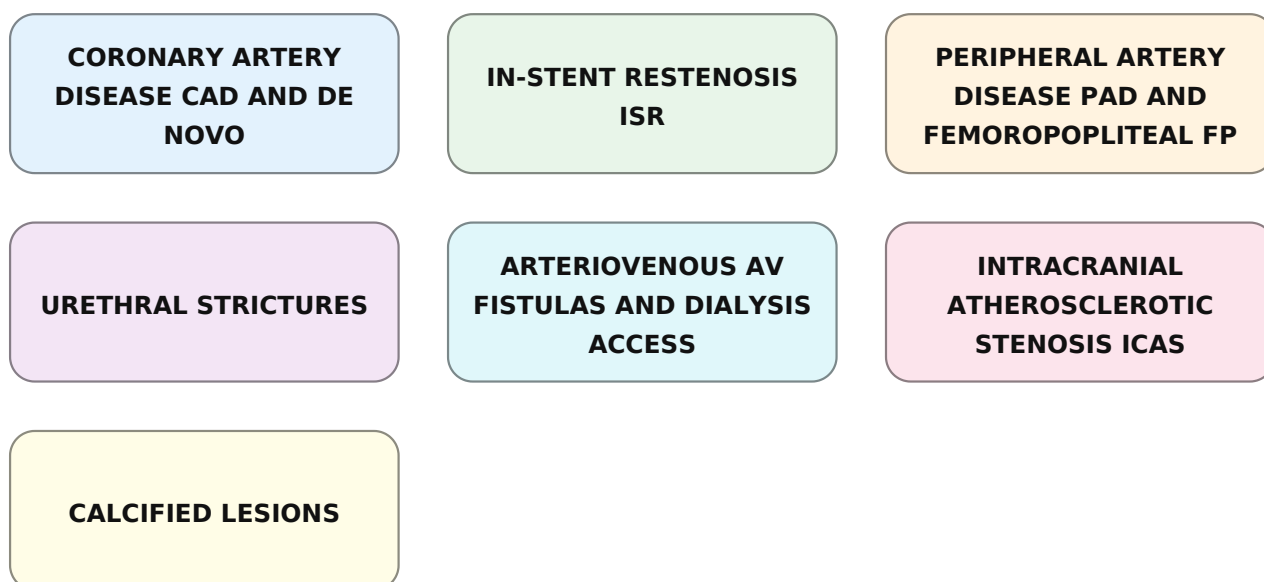 CORONARY ARTERY
DISEASE CAD AND DE
NOVO
IN-STENT RESTENOSIS
ISR
PERIPHERAL ARTERY
DISEASE PAD AND
FEMOROPOPLITEAL FP
URETHRAL STRICTURES
ARTERIOVENOUS AV
FISTULAS AND DIALYSIS
ACCESS
INTRACRANIAL
ATHEROSCLEROTIC
STENOSIS ICAS
CALCIFIED LESIONS